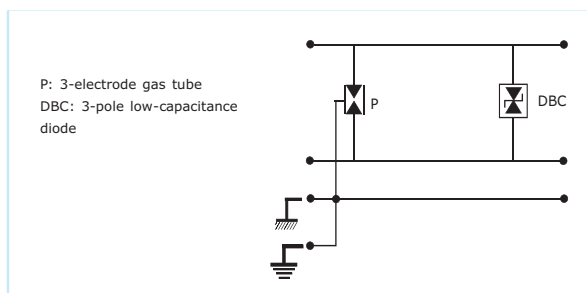 P: 3-electrode gas tube
DBC: 3-pole low-capacitance
diode
P
DBC